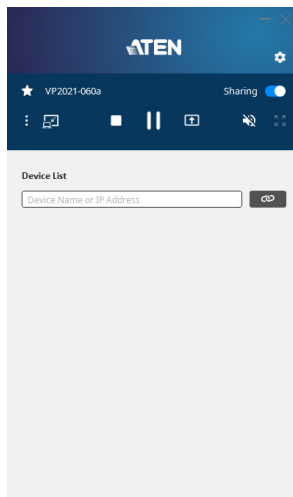 ATEN
VP2021-060a
Sharing
Device List
Device Name or IP Address